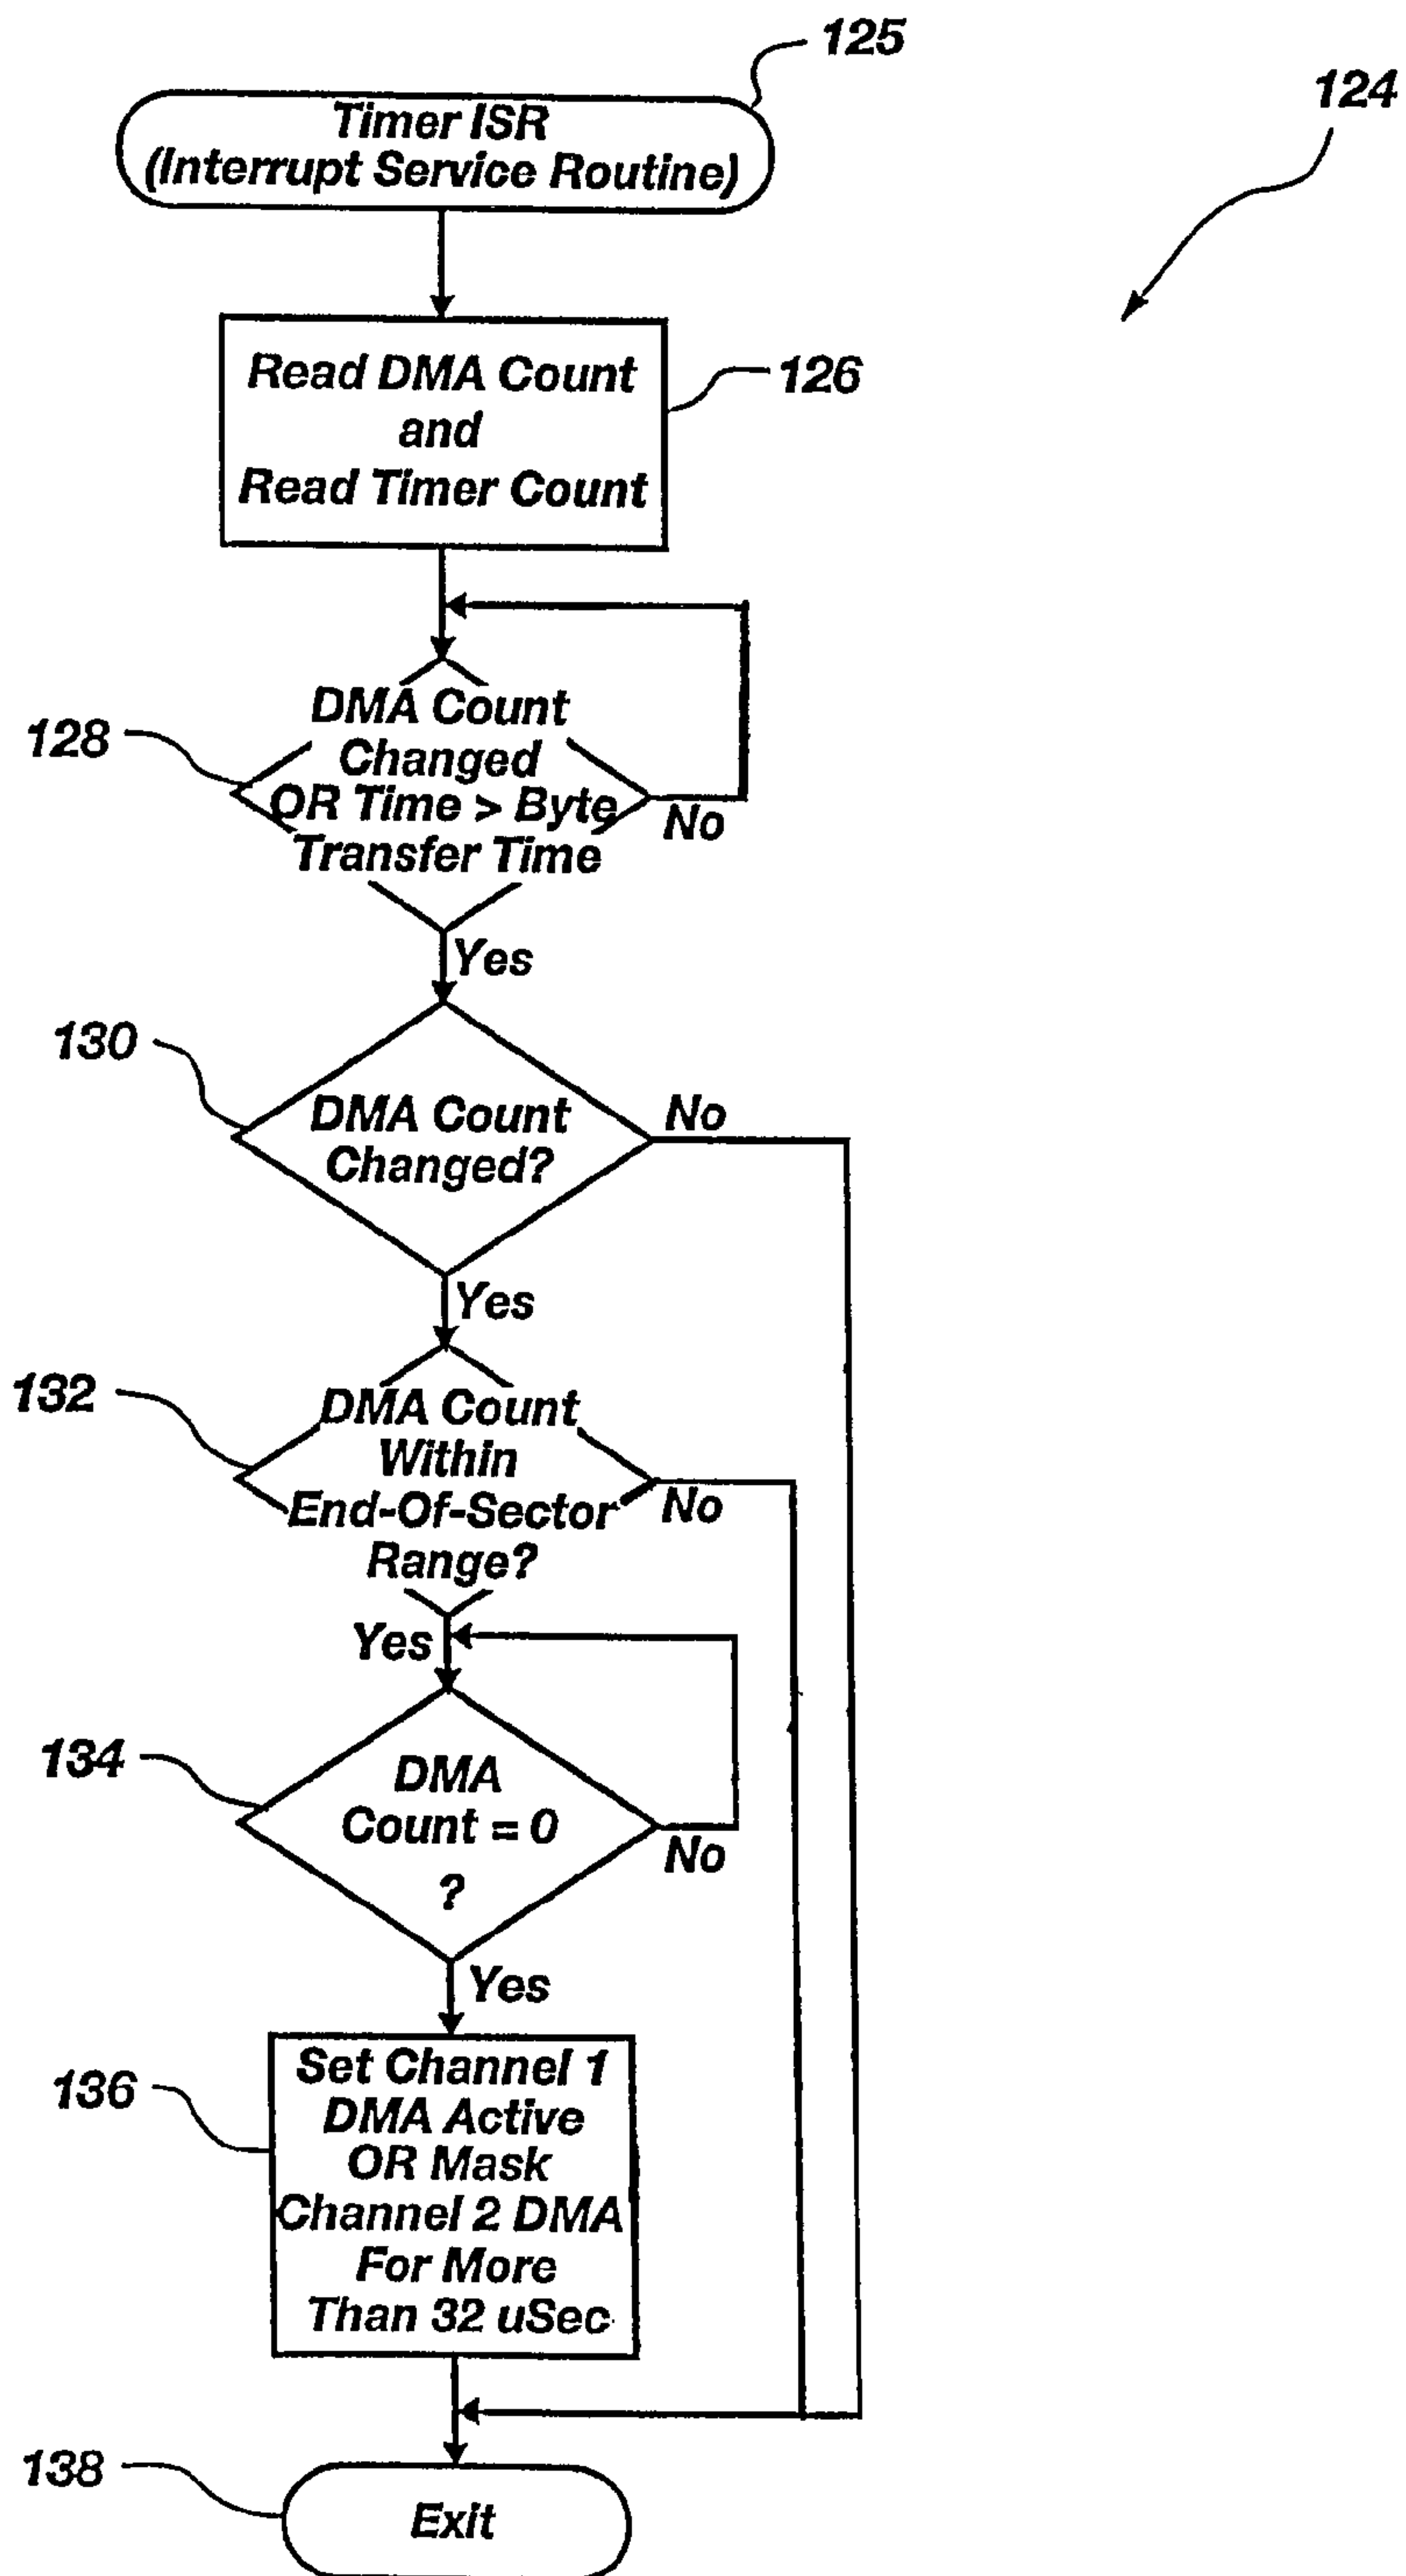 125
124
Timer ISR
(Interrupt Service Routine)
Read DMA Count
and
Read Timer Count
126
DMA Count
Changed
OR Time > Byte
Transfer Time
128
No
Yes
130
DMA Count
Changed?
No
Yes
132
DMA Count
Within
End-Of-Sector
Range?
No
Yes
134
DMA
Count = 0
?
No
Yes
136
Set Channel 1
DMA Active
OR Mask
Channel 2 DMA
For More
Than 32 uSec
138
Exit